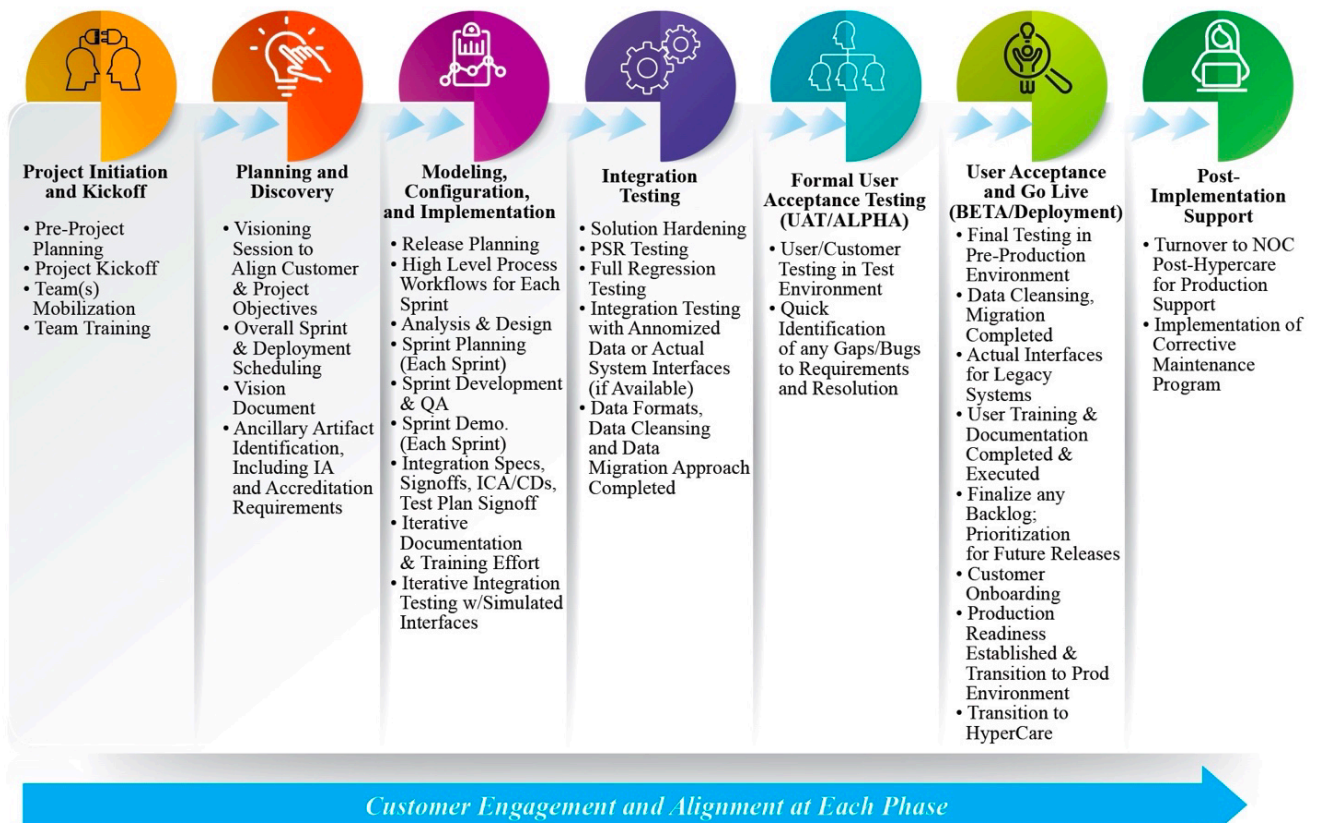 Project Initiation
and Kickoff
• Pre-Project
Planning
• Project Kickoff
• Team(s)
Mobilization
• Team Training
Planning and
Discovery
• Visioning
Session to
Align Customer
& Project
Objectives
• Overall Sprint
& Deployment
Scheduling
• Vision
Document
• Ancillary Artifact
Identification,
Including IA
and Accreditation
Requirements
Modeling,
Configuration,
and Implementation
• Release Planning
• High Level Process
Workflows for Each
Sprint
• Analysis & Design
• Sprint Planning
(Each Sprint)
• Sprint Development
& QA
• Sprint Demo.
(Each Sprint)
• Integration Specs,
Signoffs, ICA/CDs,
Test Plan Signoff
• Iterative
Documentation
& Training Effort
• Iterative Integration
Testing w/Simulated
Interfaces
Integration
Testing
• Solution Hardening
• PSR Testing
• Full Regression
Testing
• Integration Testing
with Annomized
Data or Actual
System Interfaces
(if Available)
• Data Formats,
Data Cleansing
and Data
Migration Approach
Completed
Formal User
Acceptance Testing
(UAT/ALPHA)
• User/Customer
Testing in Test
Environment
• Quick
Identification
of any Gaps/Bugs
to Requirements
and Resolution
User Acceptance
and Go Live
(BETA/Deployment)
• Final Testing in
Pre-Production
Environment
• Data Cleansing,
Migration
Completed
• Actual Interfaces
for Legacy
Systems
• User Training &
Documentation
Completed &
Executed
• Finalize any
Backlog;
Prioritization
for Future Releases
• Customer
Onboarding
• Production
Readiness
Established &
Transition to Prod
Environment
• Transition to
HyperCare
Post-
Implementation
Support
• Turnover to NOC
Post-Hypercare
for Production
Support
• Implementation of
Corrective
Maintenance
Program
Customer Engagement and Alignment at Each Phase